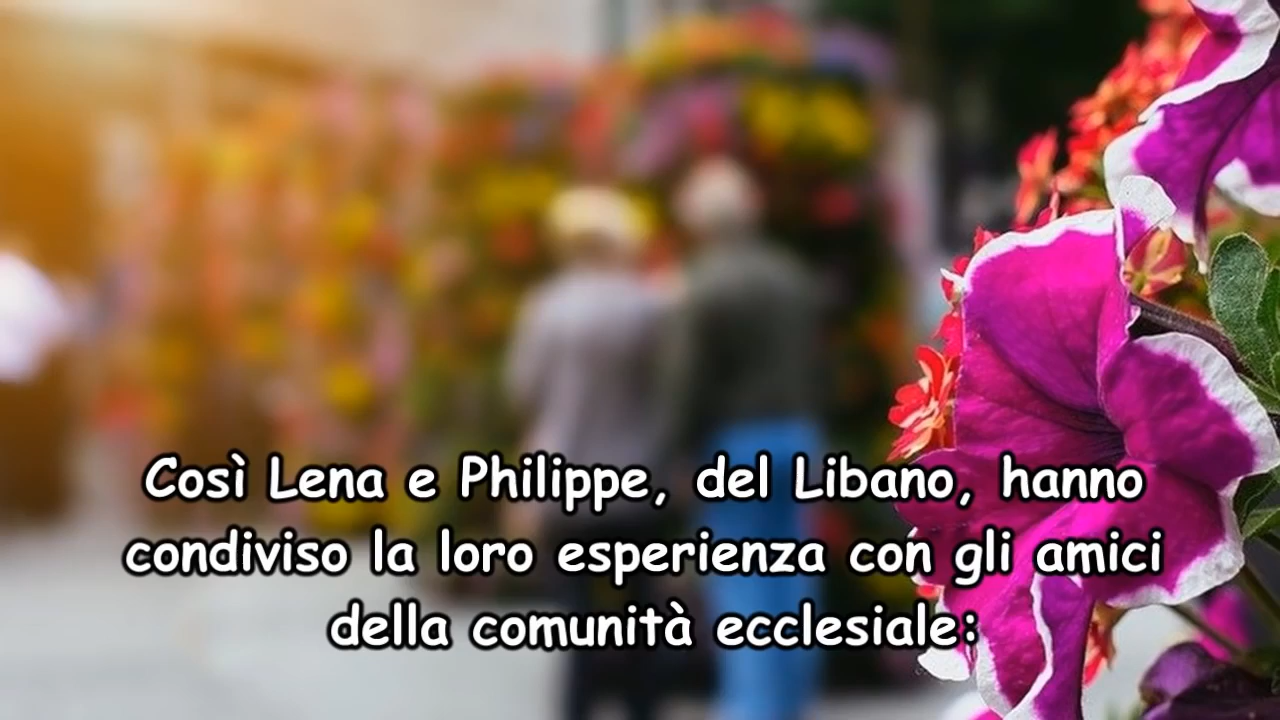 Così Lena e Philippe, del Libano, hanno
condiviso la loro esperienza con gli amici
della comunità ecclesiale: